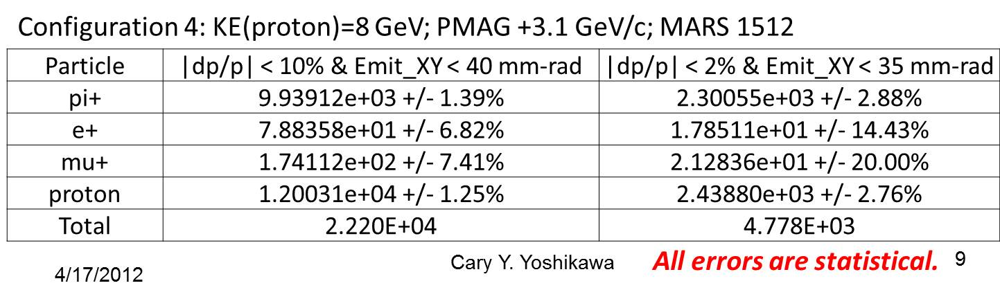 Configuration 4: KE(proton)=8 GeV; PMAG +3.1 GeV/c; MARS 1512
Particle |dp/p| < 10% & Emit_XY < 40 mm-rad |dp/p| < 2% & Emit_XY < 35 mm-rad
pi+ 9.93912e+03 +/- 1.39% 2.30055e+03 +/- 2.88%
e+ 7.88358e+01 +/- 6.82% 1.78511e+01 +/- 14.43%
mu+ 1.74112e+02 +/- 7.41% 2.12836e+01 +/- 20.00%
proton 1.20031e+04 +/- 1.25% 2.43880e+03 +/- 2.76%
Total 2.220E+04 4.778E+03
4/17/2012 Cary Y. Yoshikawa All errors are statistical. 9